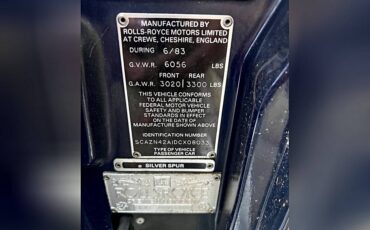 MANUFACTURED BY
ROLLS-ROYCE MOTORS LIMITED
AT CREWE, CHESHIRE, ENGLAND
DURING 6/83
G.V.W.R. 6056 LBS
FRONT REAR
G.A.W.R. 3020 3300 LBS
THIS VEHICLE CONFORMS
TO ALL APPLICABLE
FEDERAL MOTOR VEHICLE
SAFETY AND BUMPER
STANDARDS IN EFFECT
ON THE DATE OF
MANUFACTURE SHOWN ABOVE
IDENTIFICATION NUMBER
SCAZN42A1DCX08033
TYPE OF VEHICLE
PASSENGER CAR
SILVER SPUR